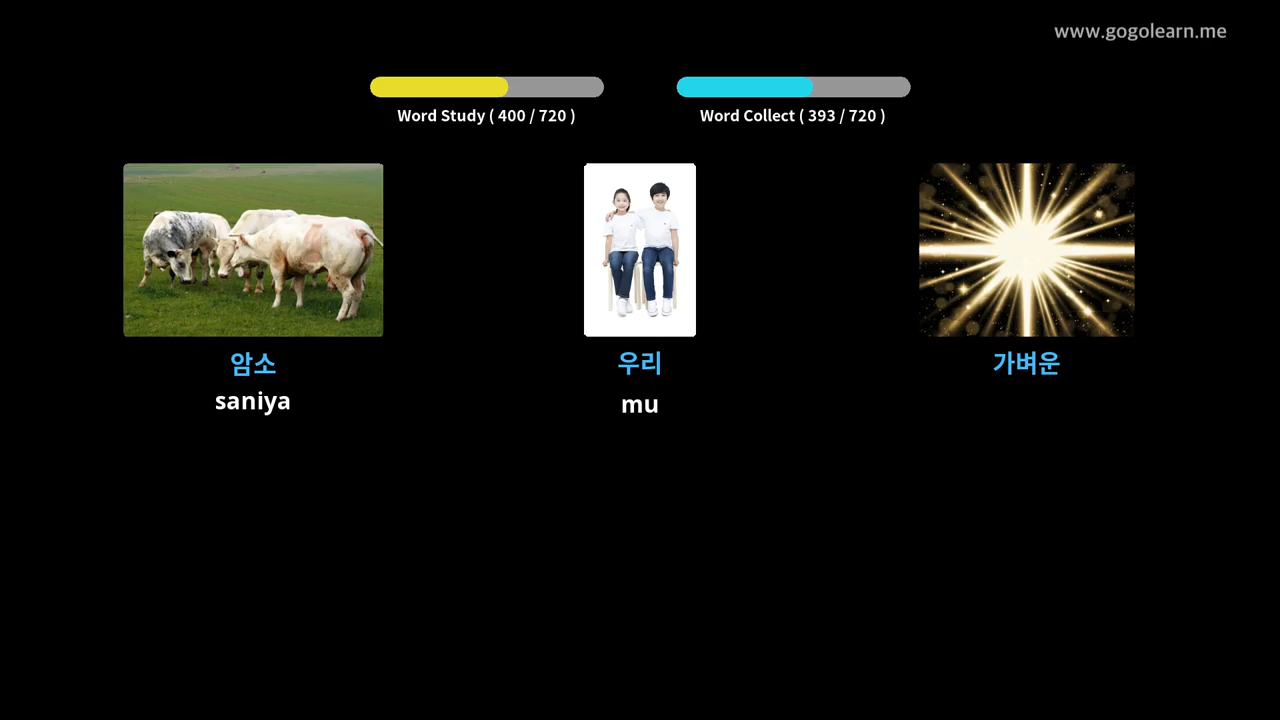 www.gogolearn.me
Word Study ( 400 / 720 )
Word Collect ( 393 / 720 )
암소
우리
가벼운
saniya
mu